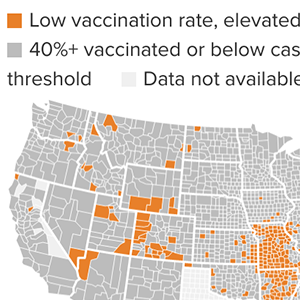 Low vaccination rate, elevated
40%+ vaccinated or below cas
threshold Data not available